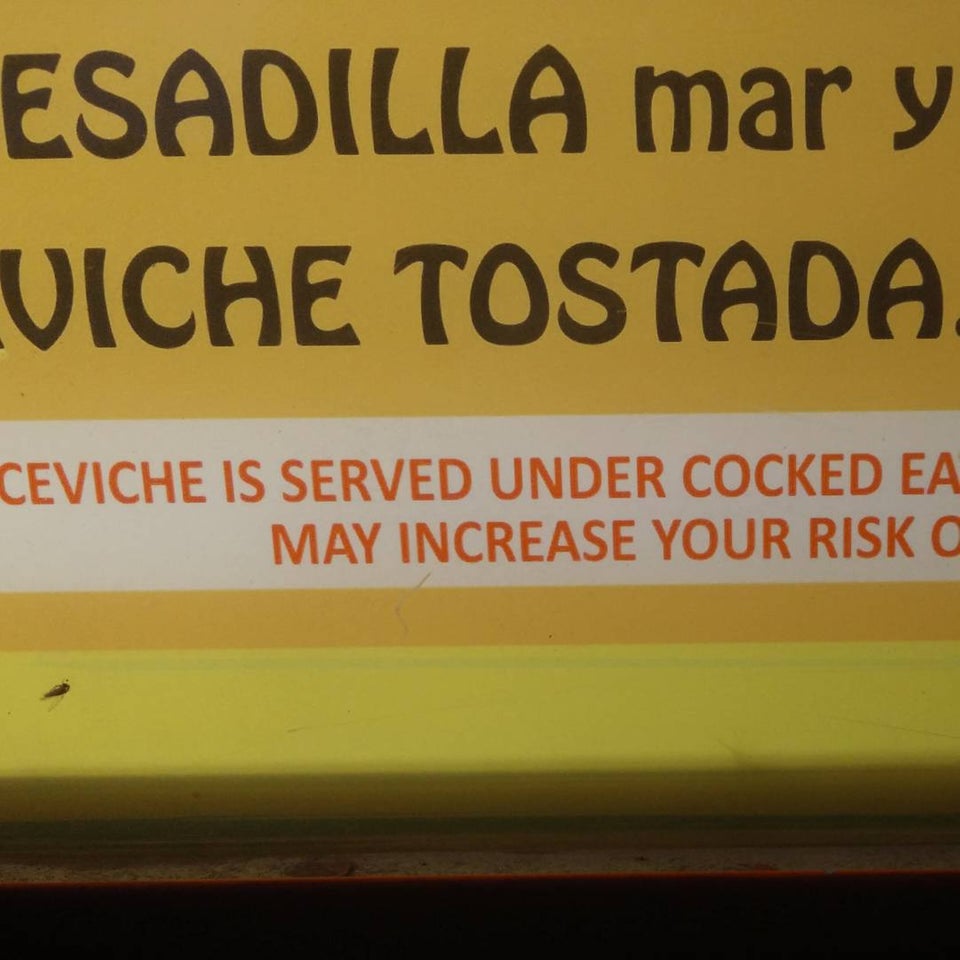 ESADILLA mar y
VICHE TOSTADA.
CEVICHE IS SERVED UNDER COCKED EA
MAY INCREASE YOUR RISK O